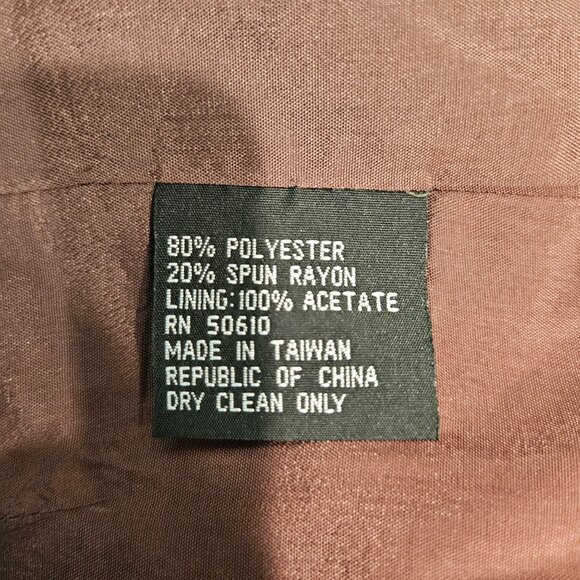 80% POLYESTER
20% SPUN RAYON
LINING:100% ACETATE
RN 50610
MADE IN TAIWAN
REPUBLIC OF CHINA
DRY CLEAN ONLY